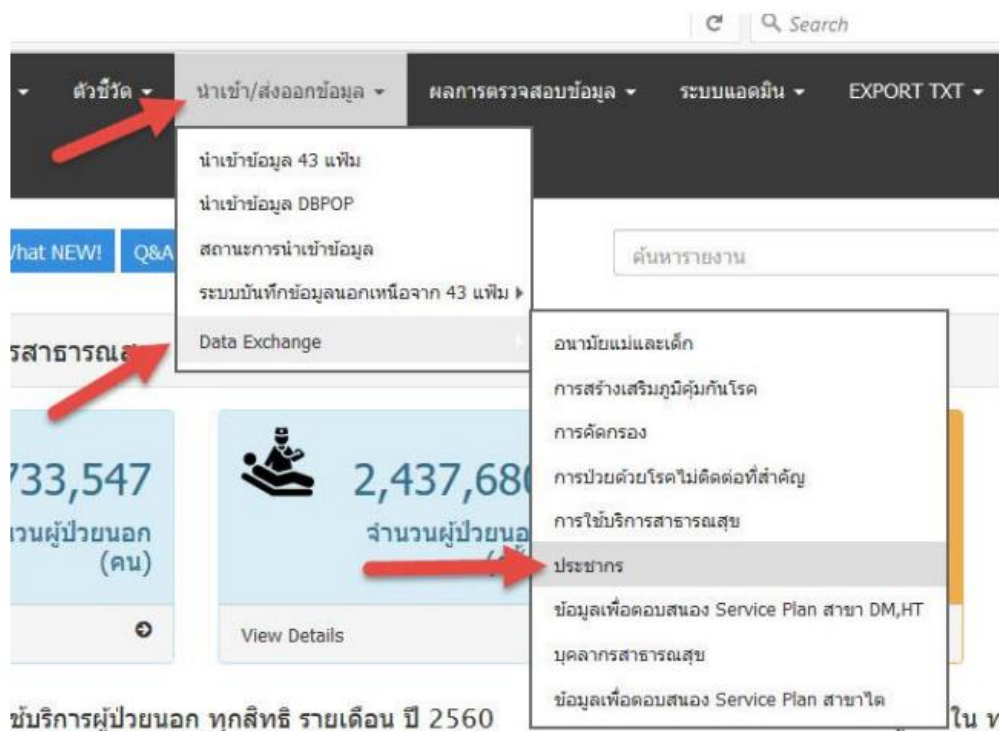 Search
ตัวชี้วัด
นำเข้า/ส่งออกข้อมูล
ผลการตรวจสอบข้อมูล
ระบบแอดมิน
EXPORT TXT
นำเข้าข้อมูล 43 แฟ้ม
นำเข้าข้อมูล DBPOP
สถานะการนำเข้าข้อมูล
ระบบบันทึกข้อมูลนอกเหนือจาก 43 แฟ้ม
Data Exchange
hat NEW!
Q&A
ค้นหารายงาน
อนามัยแม่และเด็ก
การสร้างเสริมภูมิคุ้มกันโรค
การคัดกรอง
การป่วยด้วยโรคไม่ติดต่อที่สำคัญ
การใช้บริการสาธารณสุข
ประชากร
ข้อมูลเพื่อตอบสนอง Service Plan สาขา DM,HT
บุคลากรสาธารณสุข
ข้อมูลเพื่อตอบสนอง Service Plan สาขาไต
รสาธารณส
733,547
วนผู้ป่วยนอก
(คน)
2,437,680
จำนวนผู้ป่วยนอ
View Details
ช้บริการผู้ป่วยนอก ทุกสิทธิ รายเดือน ปี 2560
ใน